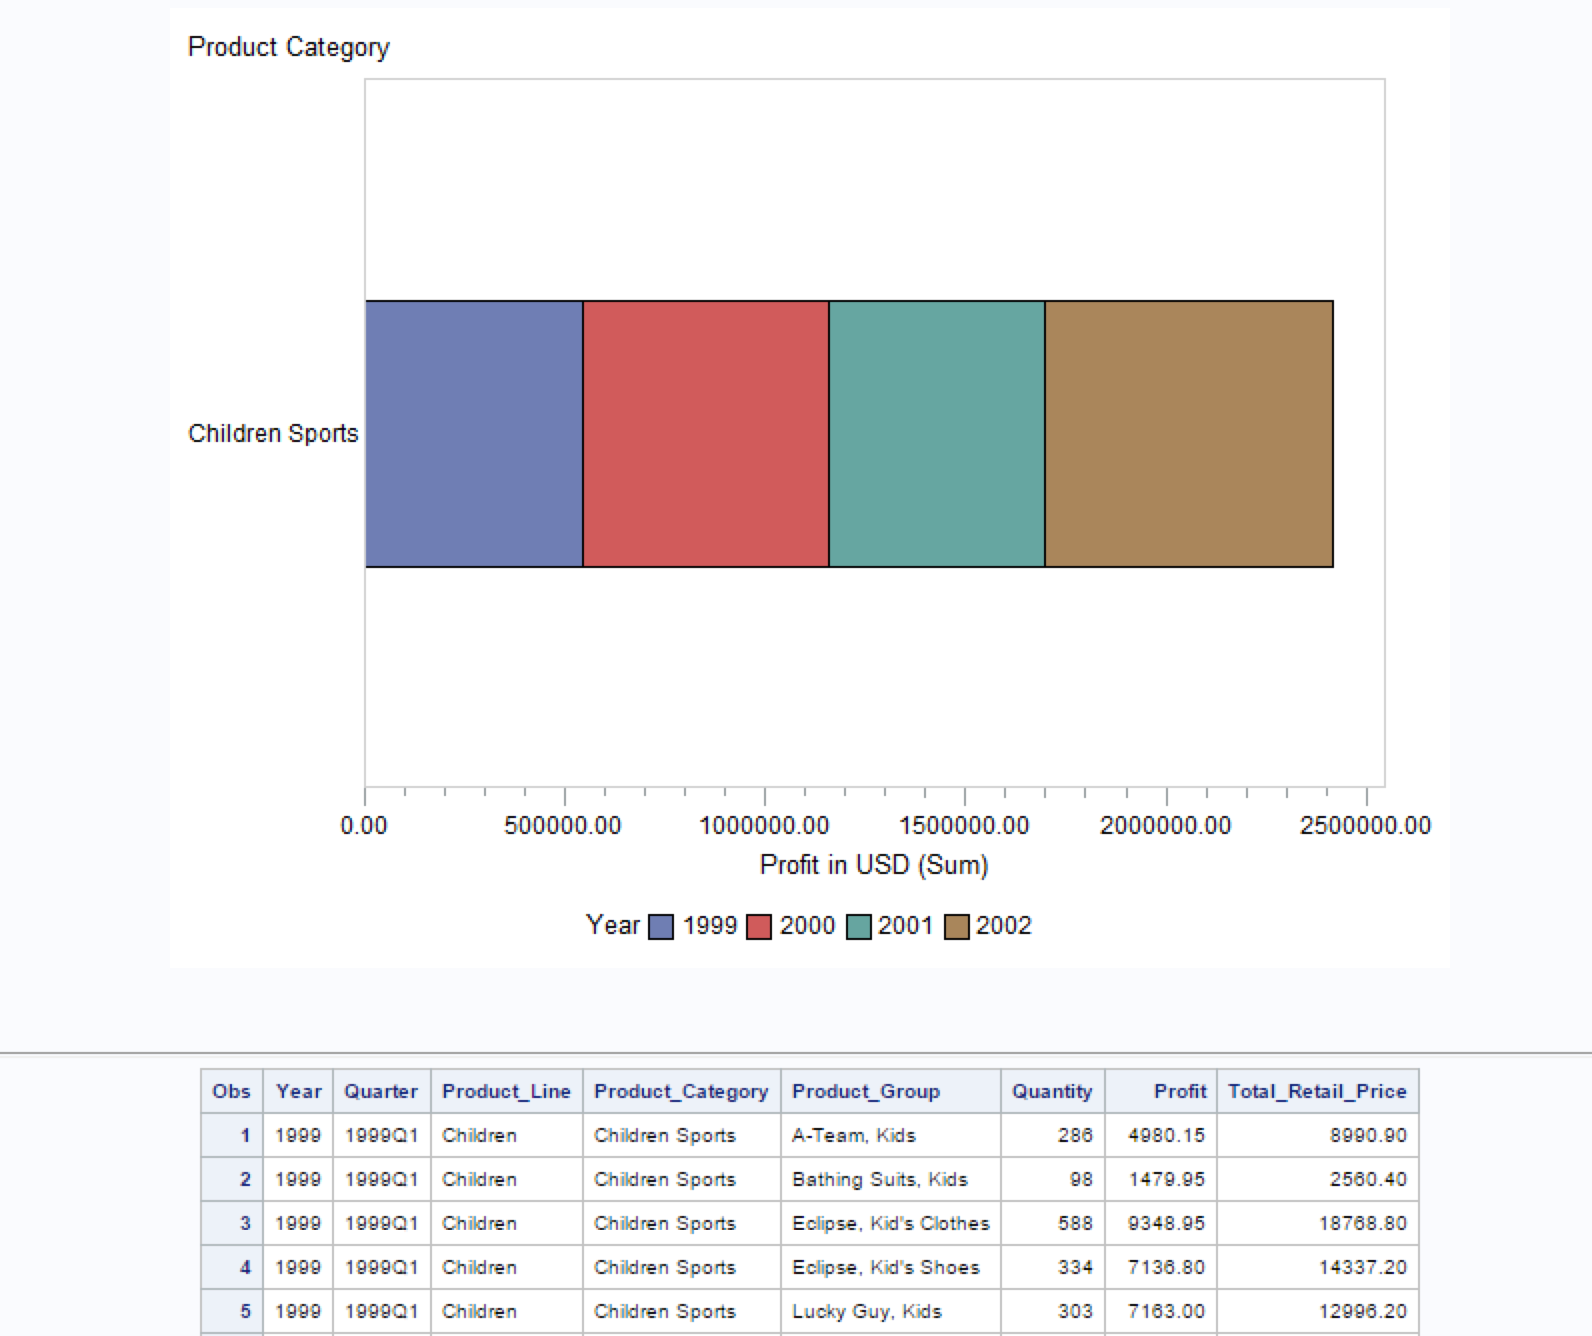 Product Category
Children Sports
0.00 500000.00 1000000.00 1500000.00 2000000.00 2500000.00
Profit in USD (Sum)
Year 1999 2000 2001 2002
Obs Year Quarter Product_Line Product_Category Product_Group Quantity Profit Total_Retail_Price
1 1999 1999Q1 Children Children Sports A-Team, Kids 286 4980.15 8990.90
2 1999 1999Q1 Children Children Sports Bathing Suits, Kids 98 1479.95 2560.40
3 1999 1999Q1 Children Children Sports Eclipse, Kid's Clothes 588 9348.95 18768.80
4 1999 1999Q1 Children Children Sports Eclipse, Kid's Shoes 334 7136.80 14337.20
5 1999 1999Q1 Children Children Sports Lucky Guy, Kids 303 7163.00 12996.20